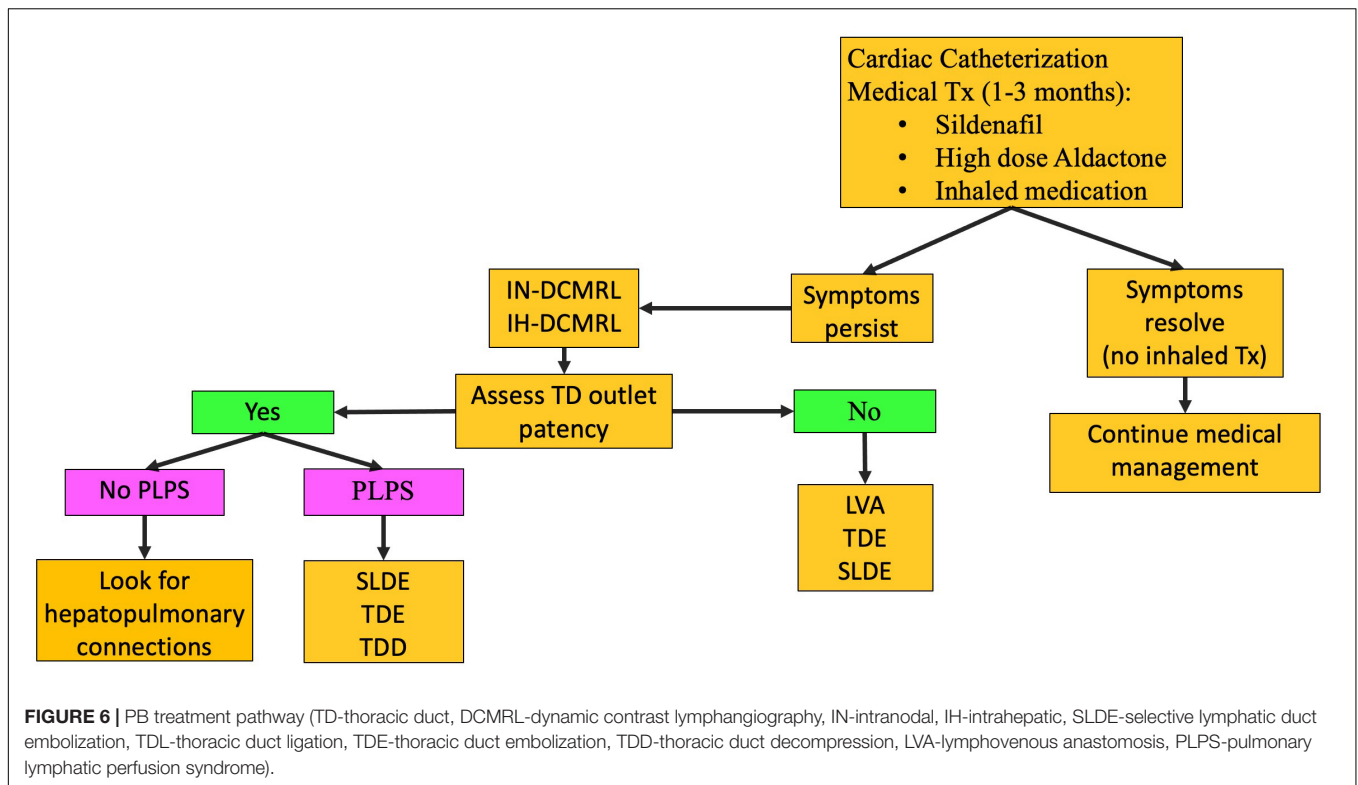 Cardiac Catheterization
Medical Tx (1-3 months):
• Sildenafil
• High dose Aldactone
• Inhaled medication
IN-DCMRL
IH-DCMRL
Symptoms
persist
Symptoms
resolve
(no inhaled Tx)
Yes
Assess TD outlet
patency
No
Continue medical
management
No PLPS
PLPS
LVA
TDE
SLDE
Look for
hepatopulmonary
connections
SLDE
TDE
TDD
FIGURE 6 | PB treatment pathway (TD-thoracic duct, DCMRL-dynamic contrast lymphangiography, IN-intranodal, IH-intrahepatic, SLDE-selective lymphatic duct
embolization, TDL-thoracic duct ligation, TDE-thoracic duct embolization, TDD-thoracic duct decompression, LVA-lymphovenous anastomosis, PLPS-pulmonary
lymphatic perfusion syndrome).